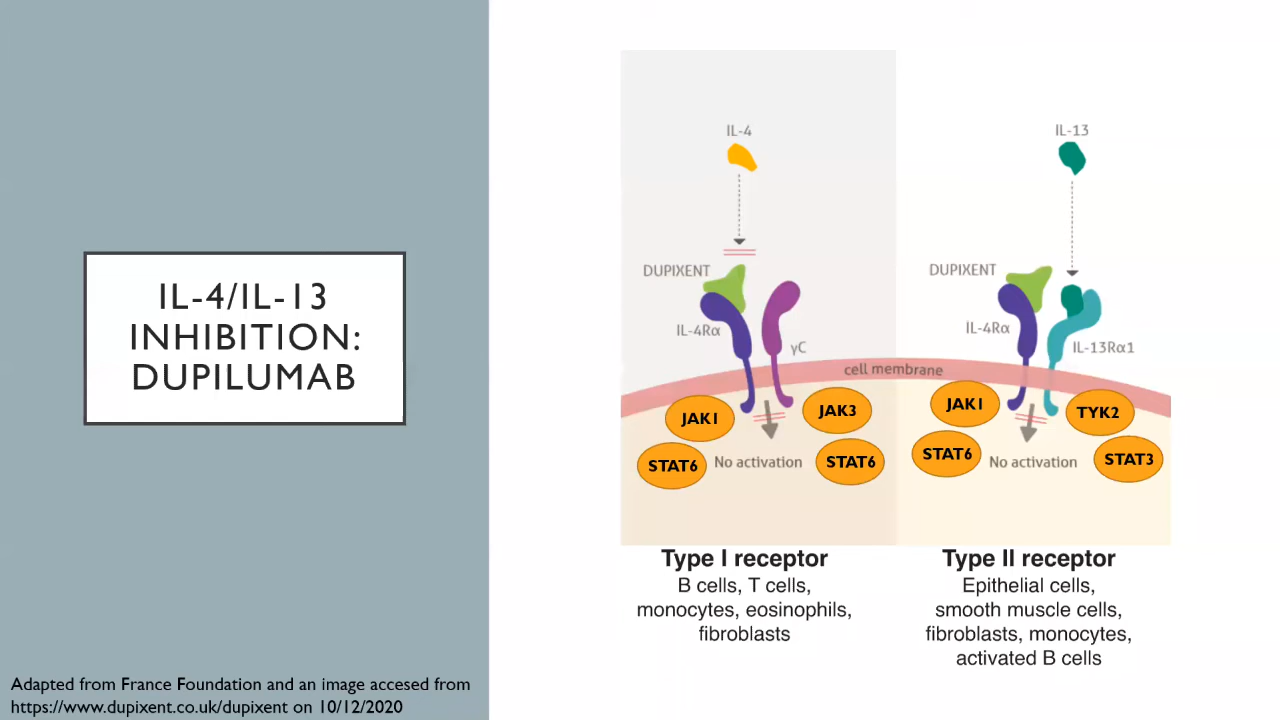 IL-4/IL-13
INHIBITION:
DUPILUMAB
Adapted from France Foundation and an image accesed from
https://www.dupixent.co.uk/dupixent on 10/12/2020
IL-4
DUPIXENT
IL-4Rα
γC
JAK1
JAK3
STAT6
No activation
STAT6
IL-13
DUPIXENT
IL-4Rα
IL-13Rα1
cell membrane
JAK1
TYK2
STAT6
No activation
STAT3
Type I receptor
B cells, T cells,
monocytes, eosinophils,
fibroblasts
Type II receptor
Epithelial cells,
smooth muscle cells,
fibroblasts, monocytes,
activated B cells